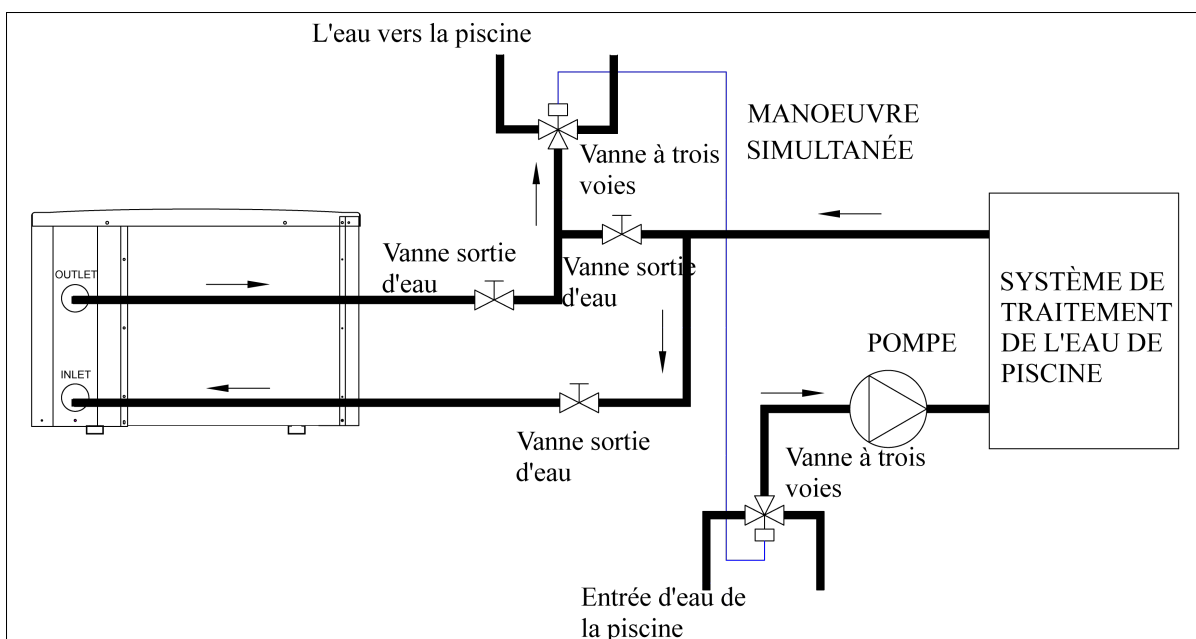 L'eau vers la piscine
MANOEUVRE
SIMULTANÉE
Vanne à trois
voies
Vanne sortie
d'eau
Vanne sortie
d'eau
OUTLET
SYSTÈME DE
TRAITEMENT
DE L'EAU DE
PISCINE
POMPE
INLET
Vanne sortie
d'eau
Vanne à trois
voies
Entrée d'eau de
la piscine